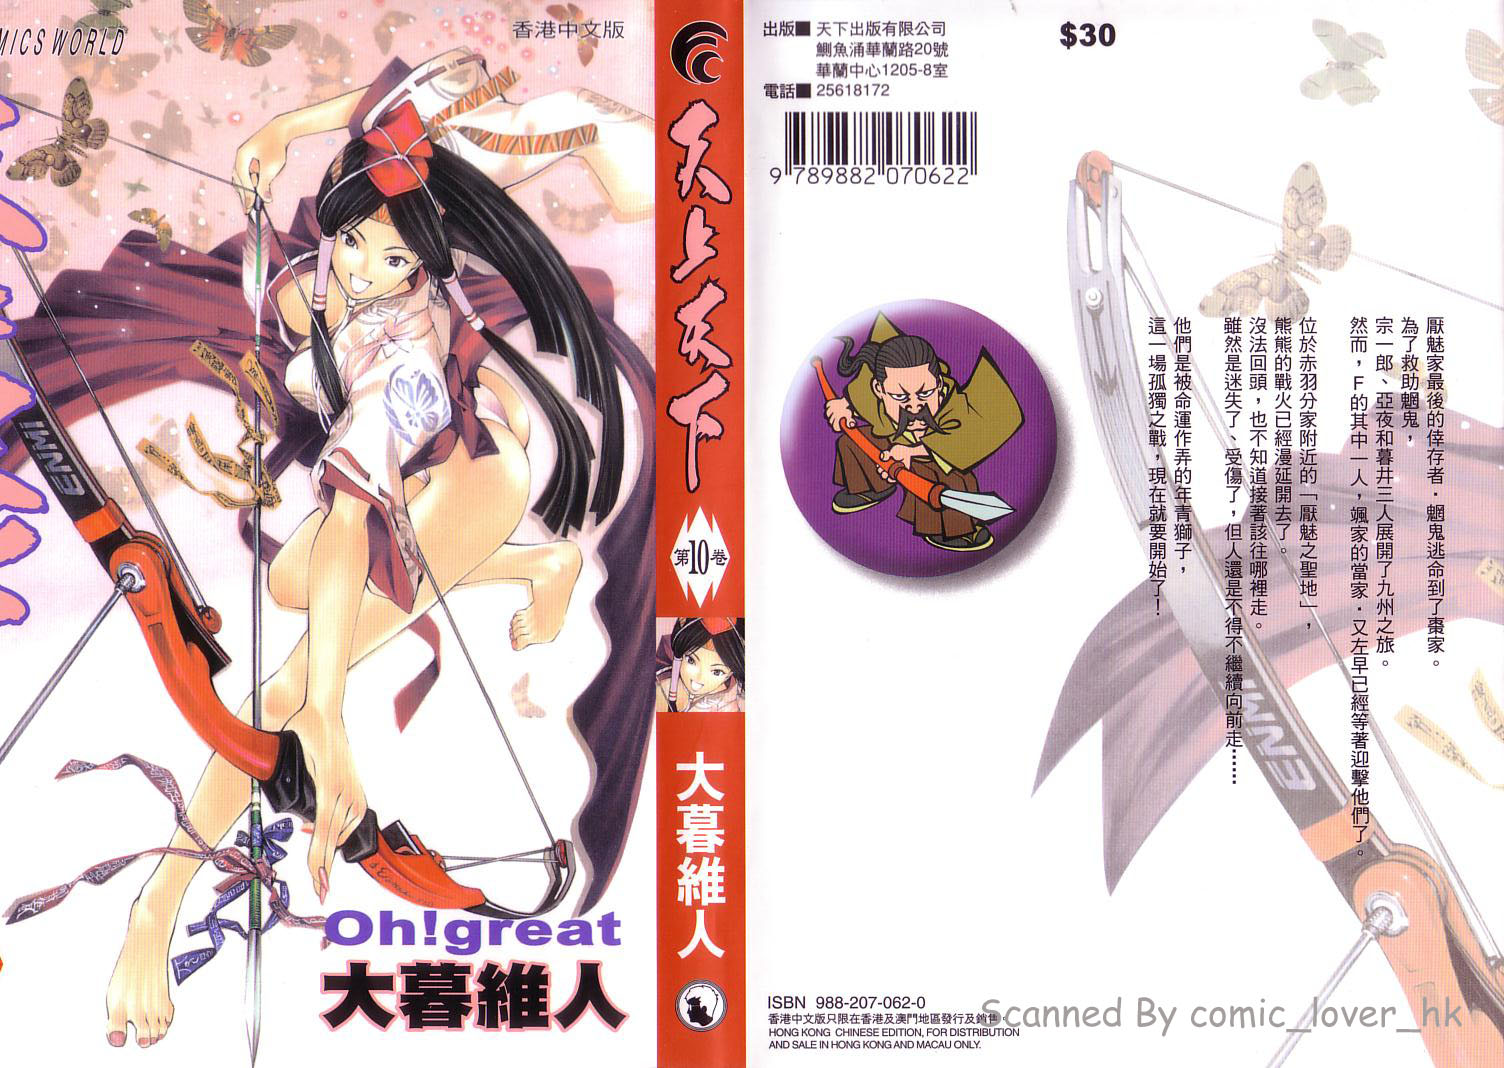 COMICS WORLD
香港中文版
ENMI
Oh!great
大暮維人
天上天下
第10巻
大暮維人
出版■天下出版有限公司
鰂魚涌華蘭路20號
華蘭中心1205-8室
電話■25618172
$30
9 789882 070622
厭魅家最後的倖存者．魍鬼逃命到了棗家。
為了救助魍鬼，
宗一郎、亞夜和暮井三人展開了九州之旅。
然而，F的其中一人，颯家的當家．又左早已經等著迎擊他們了。
位於赤羽分家附近的「厭魅之聖地」，
熊熊的戰火已經漫延開去了。
沒法回頭，也不知道接著該往哪裡走。
雖然是迷失了、受傷了，但人還是不得不繼續向前走……
他們是被命運作弄的年青獅子，
這一場孤獨之戰，現在就要開始了！
ENMI
ISBN 988-207-062-0
香港中文版只限在香港及澳門地區發行及銷售。
HONG KONG CHINESE EDITION, FOR DISTRIBUTION
AND SALE IN HONG KONG AND MACAU ONLY.
Scanned By comic_lover_hk